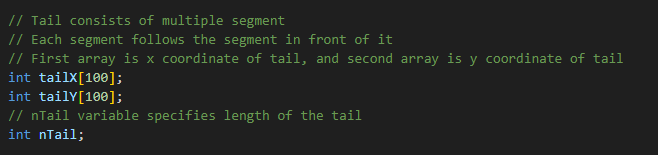 // Tail consists of multiple segment
// Each segment follows the segment in front of it
// First array is x coordinate of tail, and second array is y coordinate of tail
int tailX[100];
int tailY[100];
// nTail variable specifies length of the tail
int nTail;